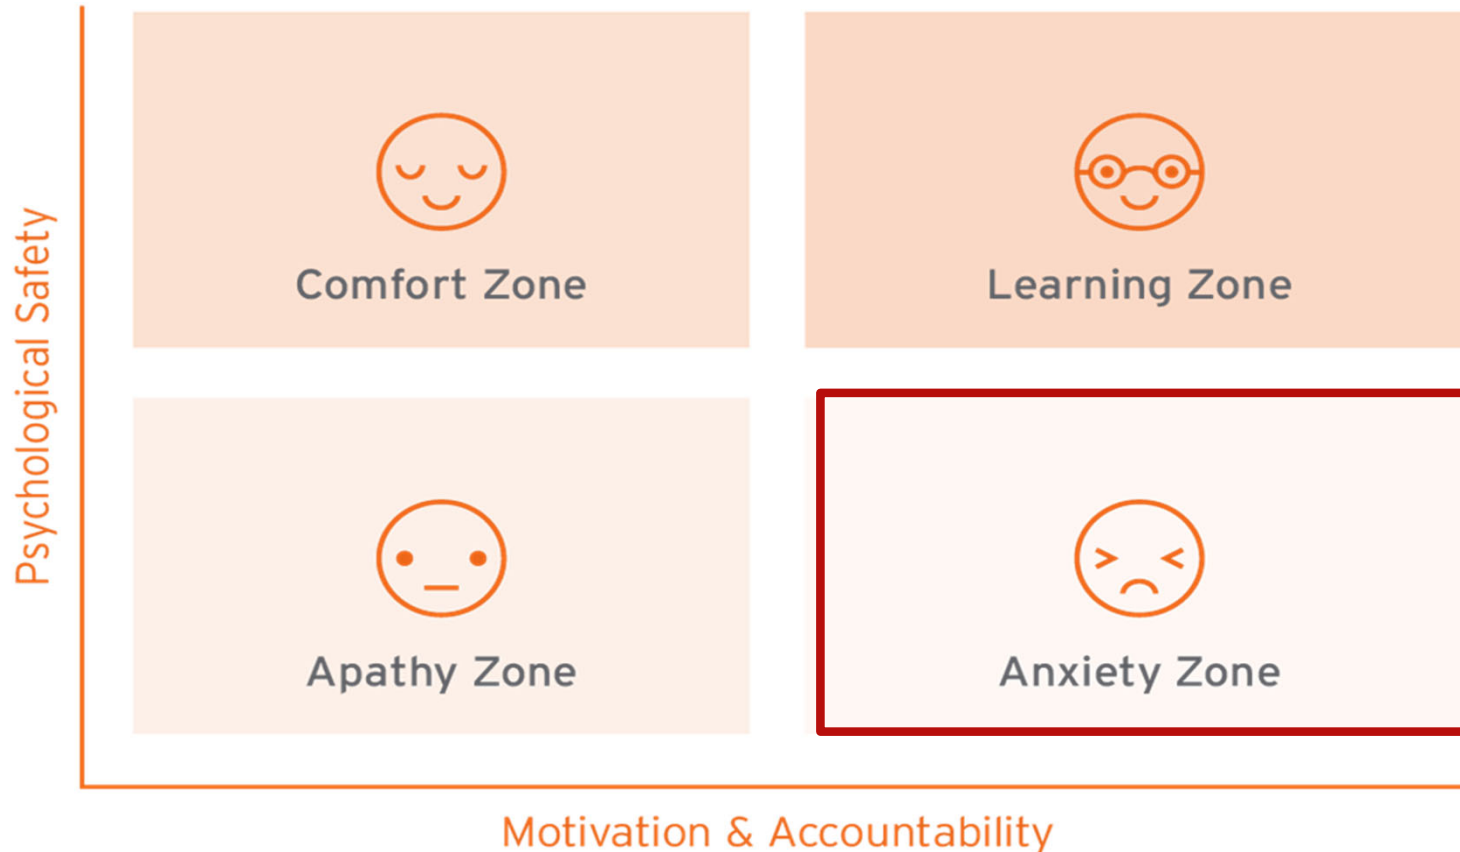 Comfort Zone
Learning Zone
Psychological Safety
Apathy Zone
Anxiety Zone
Motivation & Accountability